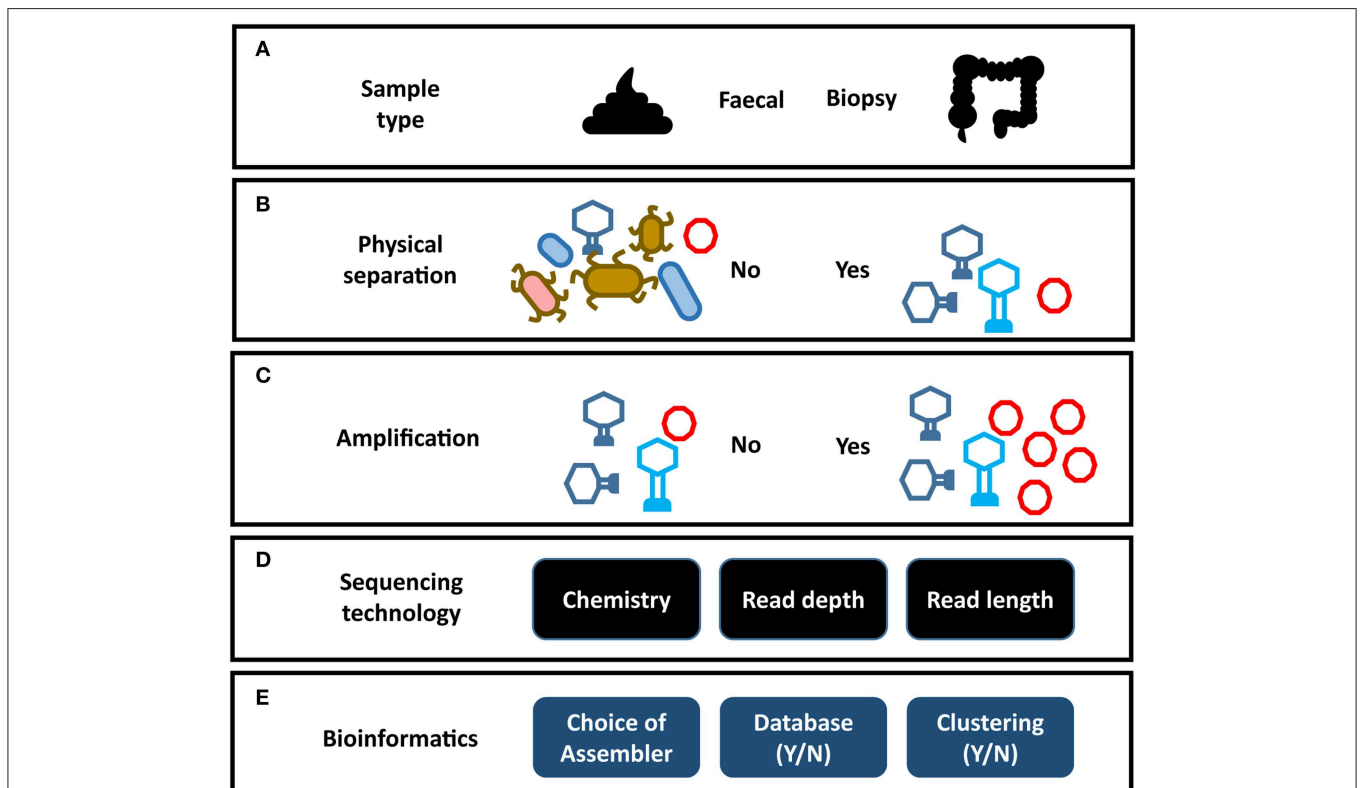 A
Sample
type
Faecal
Biopsy
B
Physical
separation
No
Yes
C
Amplification
No
Yes
D
Sequencing
technology
Chemistry
Read depth
Read length
E
Bioinformatics
Choice of
Assembler
Database
(Y/N)
Clustering
(Y/N)